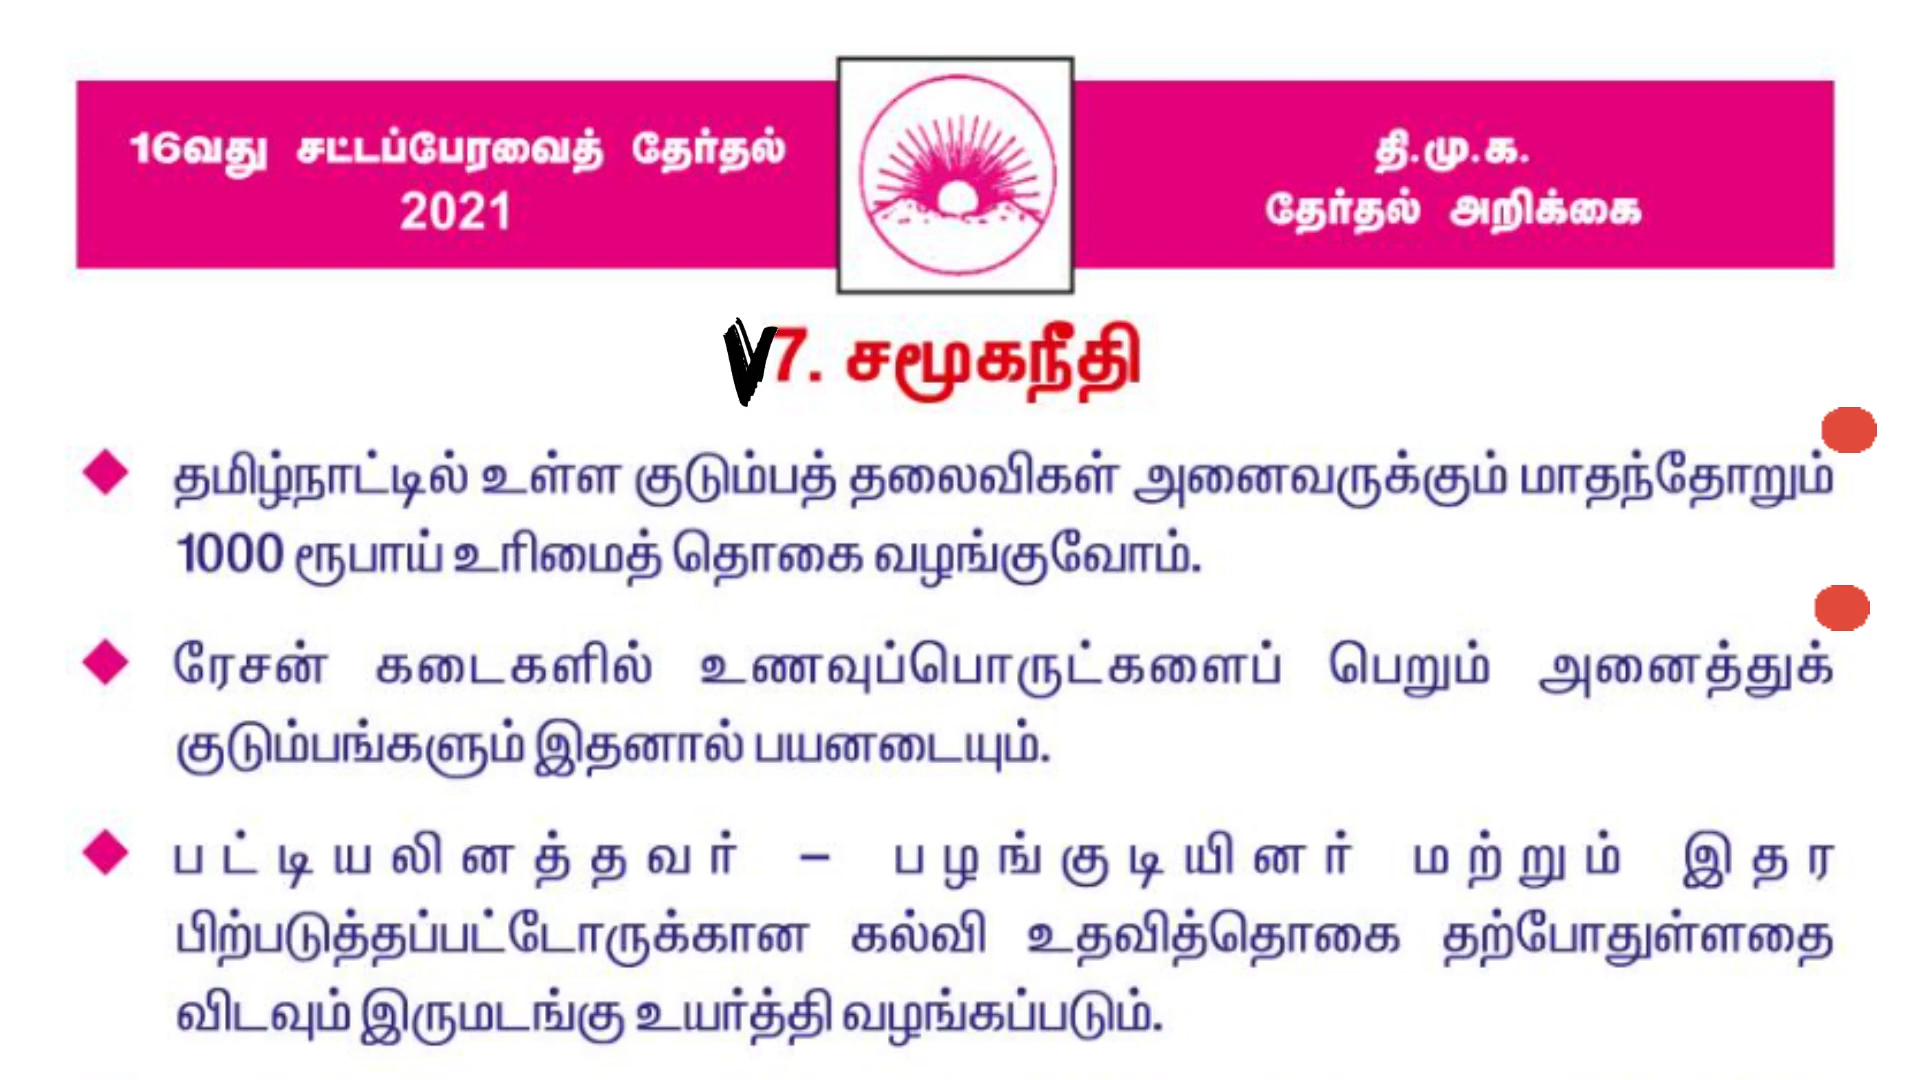 16வது சட்டப்பேரவைத் தேர்தல்
2021
தி.மு.க.
தேர்தல் அறிக்கை
7. சமூகநீதி
தமிழ்நாட்டில் உள்ள குடும்பத் தலைவிகள் அனைவருக்கும் மாதந்தோறும்
1000 ரூபாய் உரிமைத் தொகை வழங்குவோம்.
ரேசன் கடைகளில் உணவுப்பொருட்களைப் பெறும் அனைத்துக்
குடும்பங்களும் இதனால் பயனடையும்.
பட்டியலினத்தவர் – பழங்குடியினர் மற்றும் இதர
பிற்படுத்தப்பட்டோருக்கான கல்வி உதவித்தொகை தற்போதுள்ளதை
விடவும் இருமடங்கு உயர்த்தி வழங்கப்படும்.